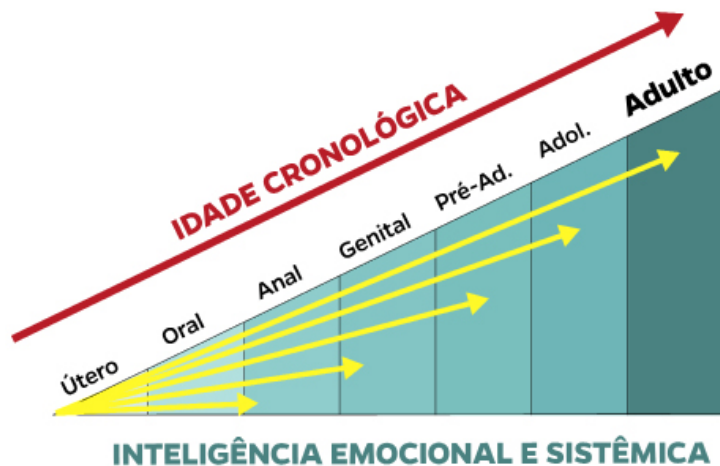 IDADE CRONOLÓGICA
Útero
Oral
Anal
Genital
Pré-Ad.
Adol.
Adulto
INTELIGÊNCIA EMOCIONAL E SISTÊMICA